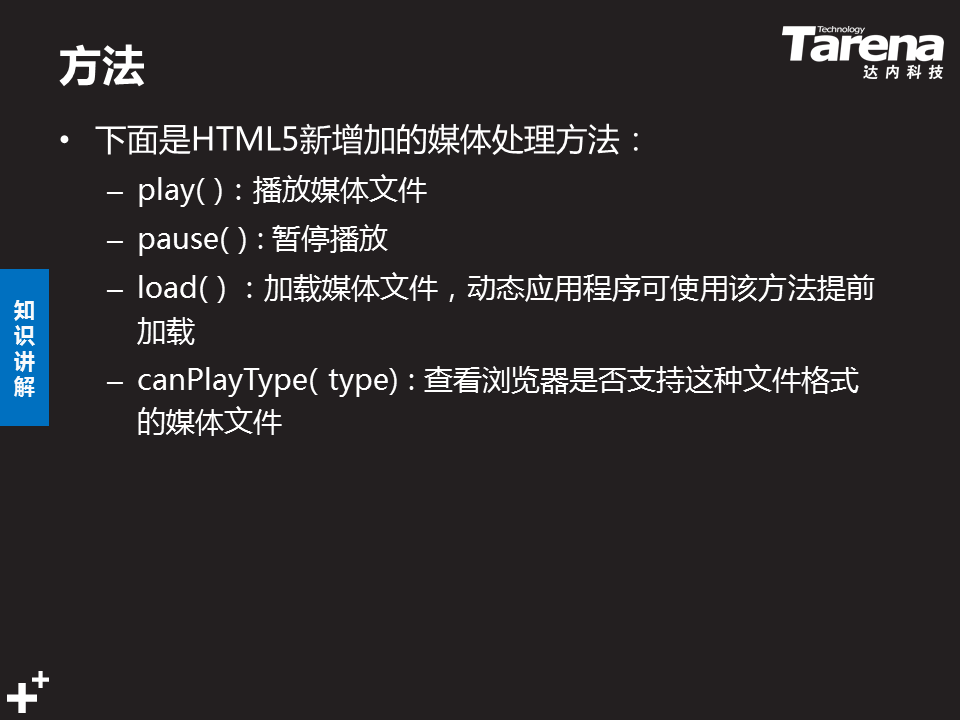 方法
Technology
Tarena
达内科技
• 下面是HTML5新增加的媒体处理方法：
– play( )：播放媒体文件
– pause( ) : 暂停播放
– load( ) ：加载媒体文件，动态应用程序可使用该方法提前
加载
– canPlayType( type) : 查看浏览器是否支持这种文件格式
的媒体文件
知
识
讲
解